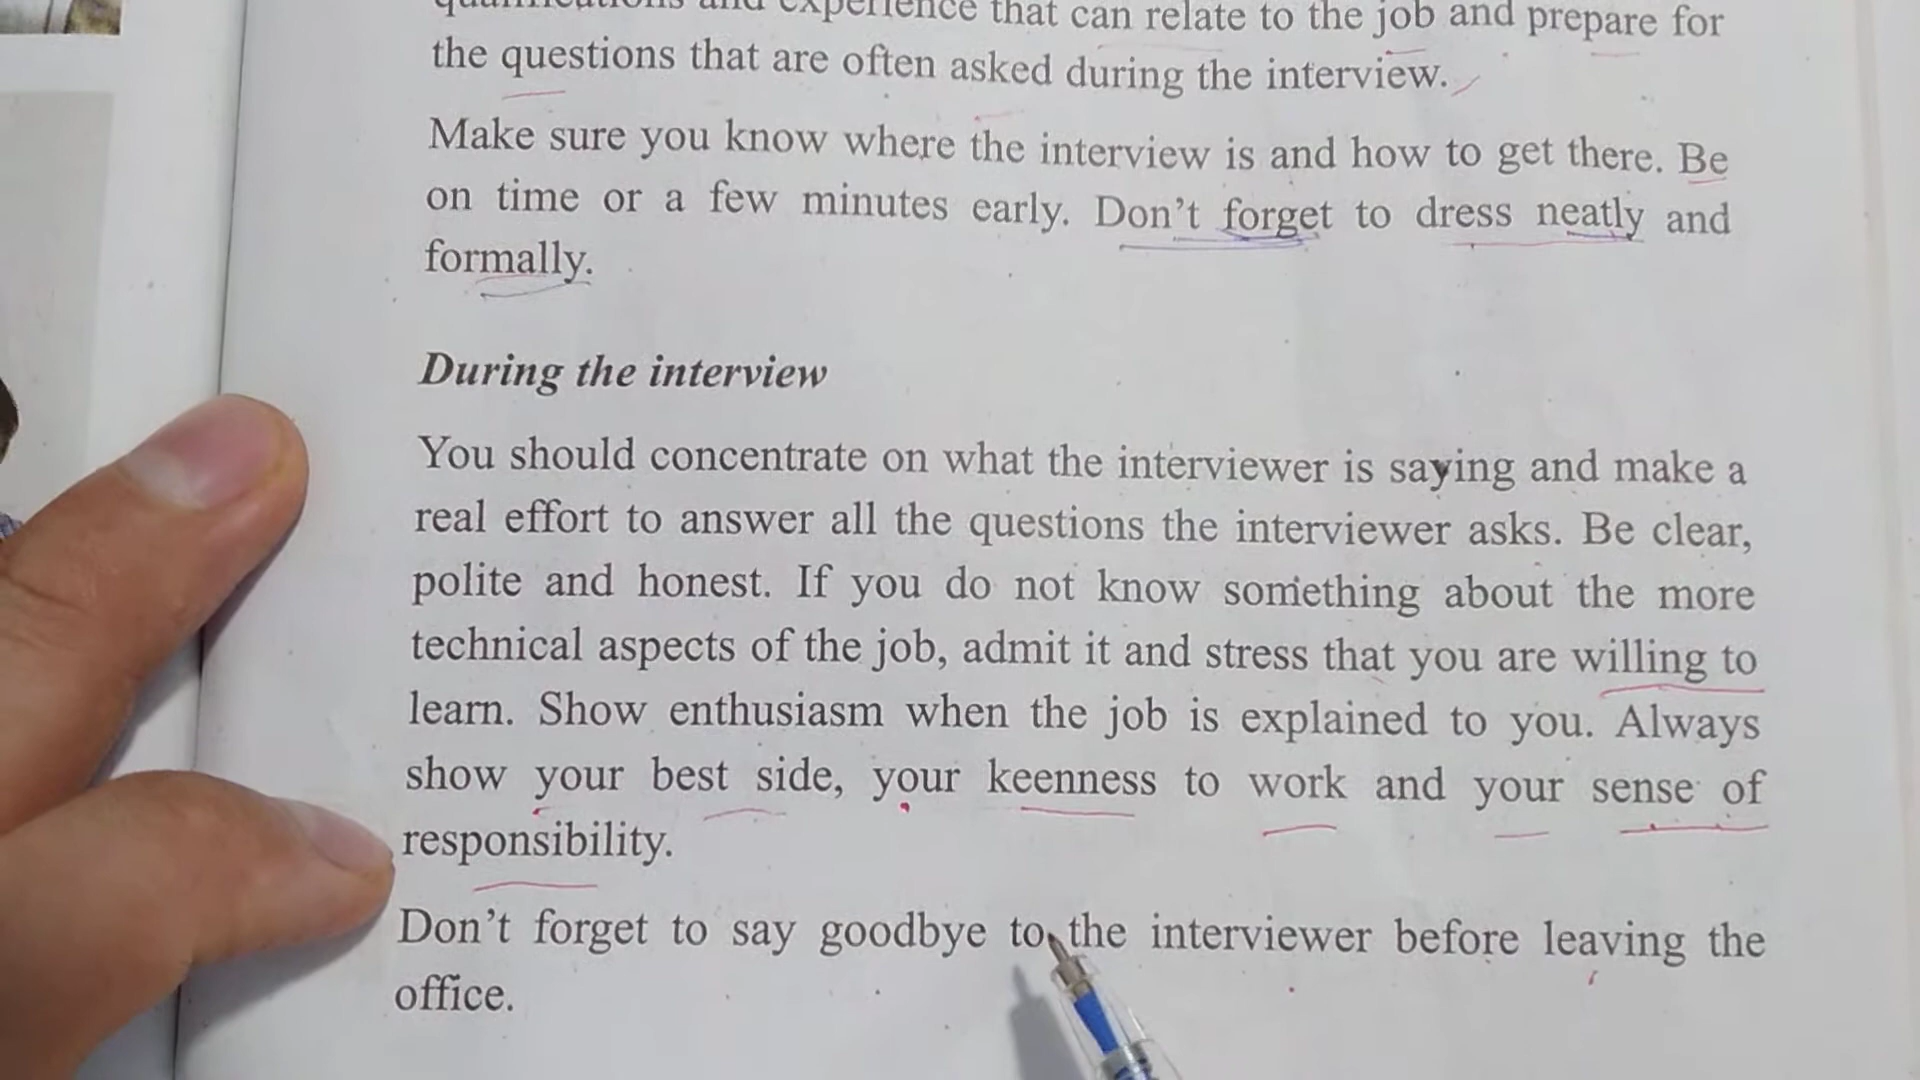 qualifications and experience that can relate to the job and prepare for
the questions that are often asked during the interview.
Make sure you know where the interview is and how to get there. Be
on time or a few minutes early. Don't forget to dress neatly and
formally.
During the interview
You should concentrate on what the interviewer is saying and make a
real effort to answer all the questions the interviewer asks. Be clear,
polite and honest. If you do not know something about the more
technical aspects of the job, admit it and stress that you are willing to
learn. Show enthusiasm when the job is explained to you. Always
show your best side, your keenness to work and your sense of
responsibility.
Don't forget to say goodbye to the interviewer before leaving the
office.